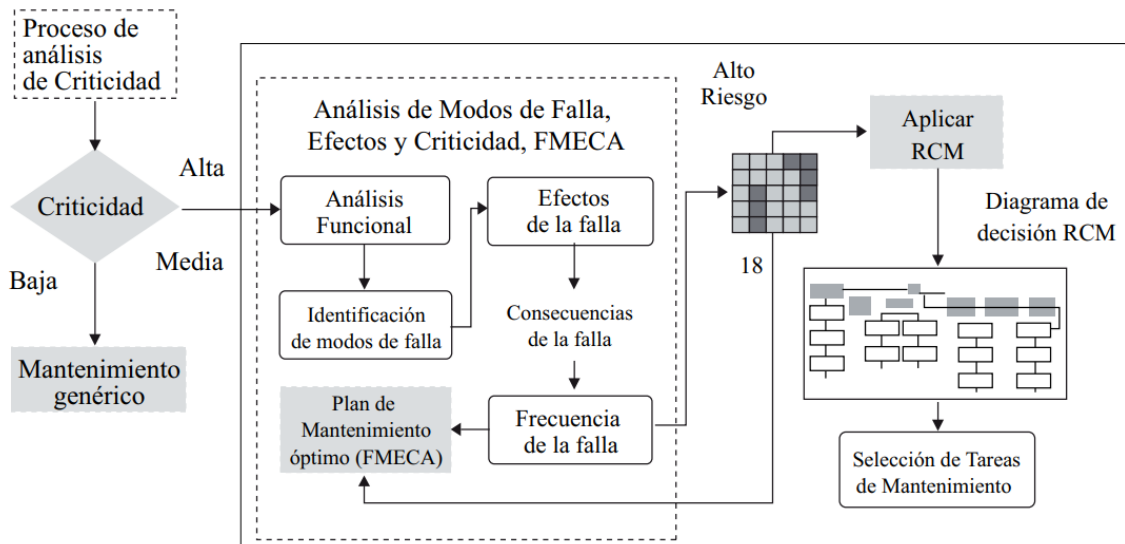 Proceso de
análisis
de Criticidad
Criticidad
Alta
Media
Baja
Mantenimiento
genérico
Análisis de Modos de Falla,
Efectos y Criticidad, FMECA
Análisis
Funcional
Identificación
de modos de falla
Efectos
de la falla
Consecuencias
de la falla
Frecuencia
de la falla
Plan de
Mantenimiento
óptimo (FMECA)
Alto
Riesgo
18
Aplicar
RCM
Diagrama de
decisión RCM
Selección de Tareas
de Mantenimiento